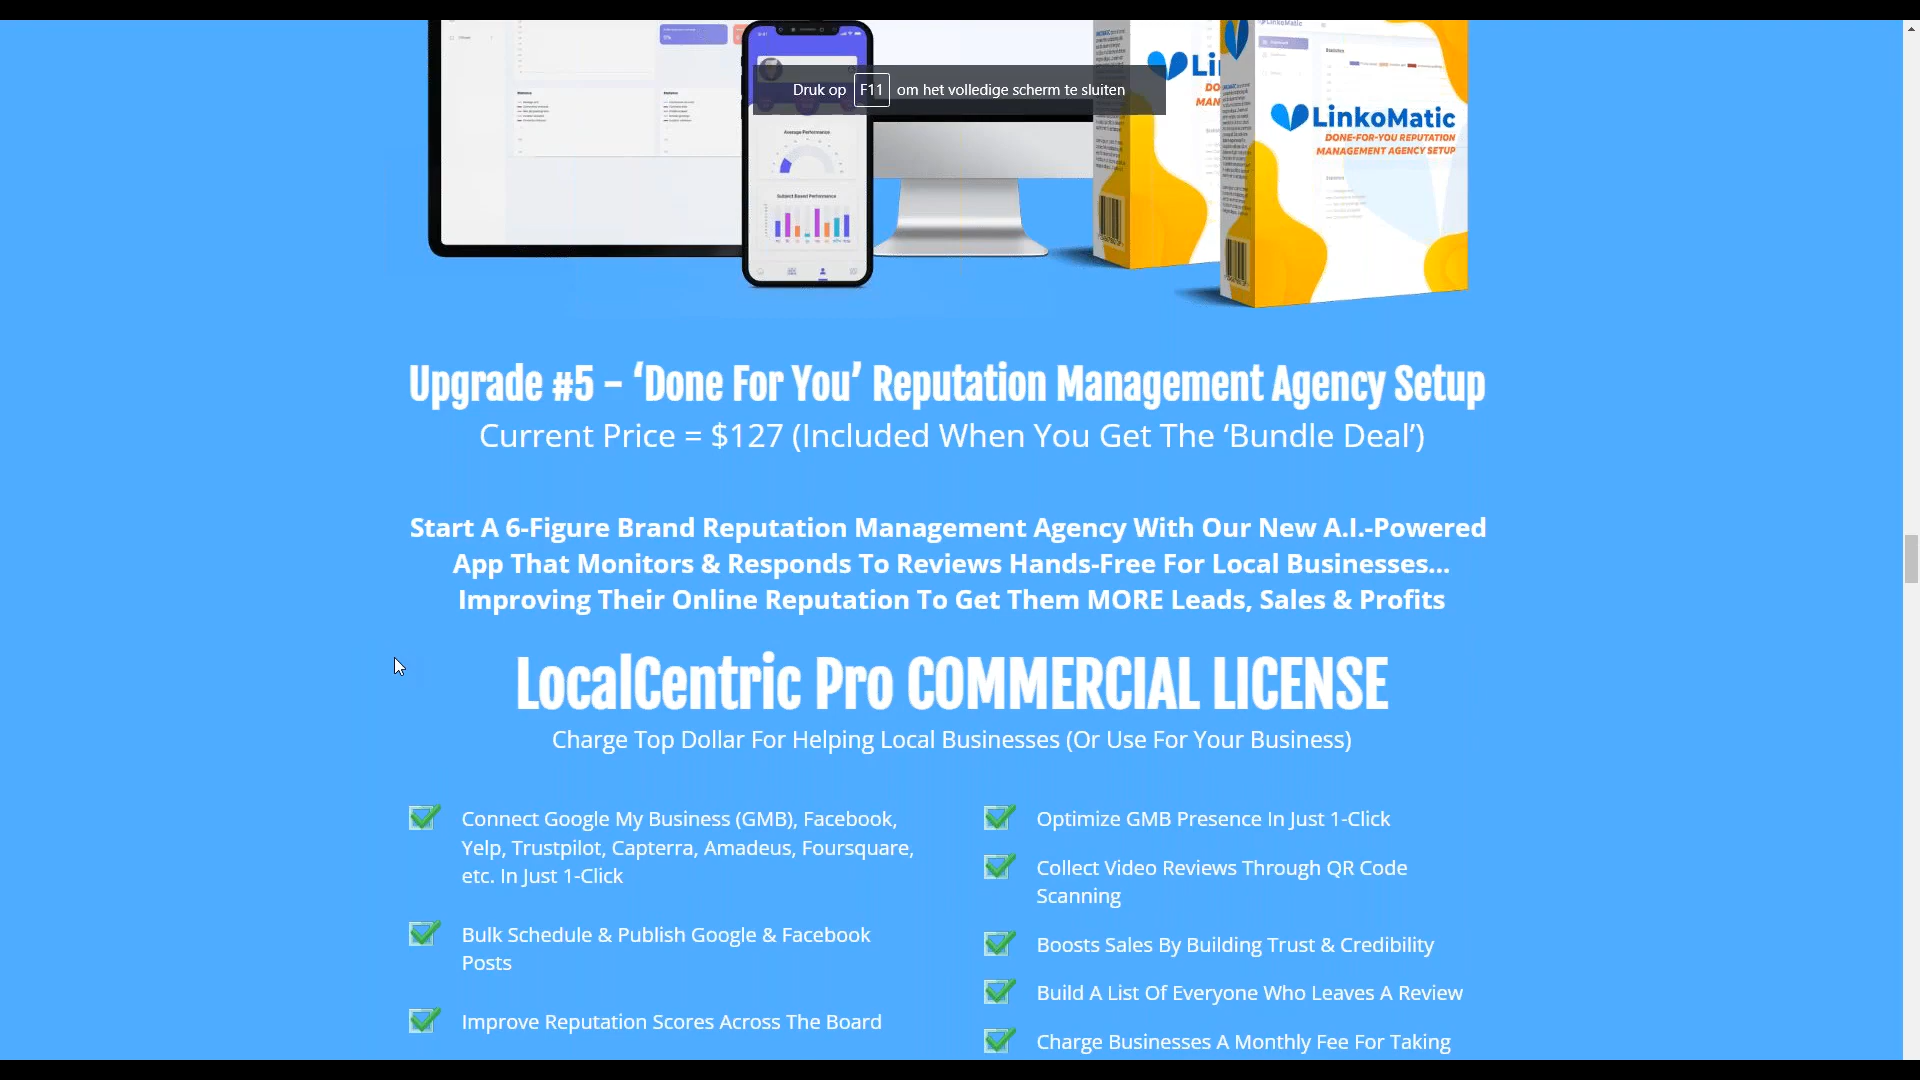 Druk op F11 om het volledige scherm te sluiten
LinkoMatic
DONE-FOR-YOU REPUTATION
MANAGEMENT AGENCY SETUP
Average Performance
Subject Based Performance
Upgrade #5 – ‘Done For You’ Reputation Management Agency Setup
Current Price = $127 (Included When You Get The ‘Bundle Deal’)
Start A 6-Figure Brand Reputation Management Agency With Our New A.I.-Powered
App That Monitors & Responds To Reviews Hands-Free For Local Businesses...
Improving Their Online Reputation To Get Them MORE Leads, Sales & Profits
LocalCentric Pro COMMERCIAL LICENSE
Charge Top Dollar For Helping Local Businesses (Or Use For Your Business)
Connect Google My Business (GMB), Facebook,
Yelp, Trustpilot, Capterra, Amadeus, Foursquare,
etc. In Just 1-Click
Bulk Schedule & Publish Google & Facebook
Posts
Improve Reputation Scores Across The Board
Optimize GMB Presence In Just 1-Click
Collect Video Reviews Through QR Code
Scanning
Boosts Sales By Building Trust & Credibility
Build A List Of Everyone Who Leaves A Review
Charge Businesses A Monthly Fee For Taking